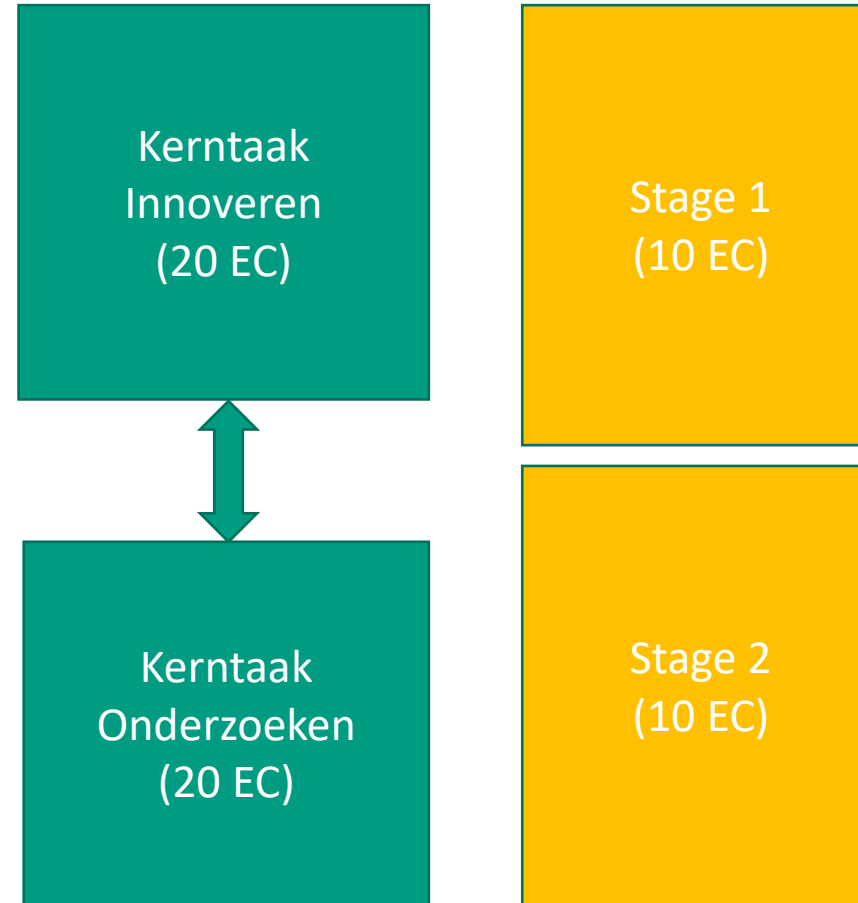 Kerntaak
Innoveren
(20 EC)
Stage 1
(10 EC)
Kerntaak
Onderzoeken
(20 EC)
Stage 2
(10 EC)